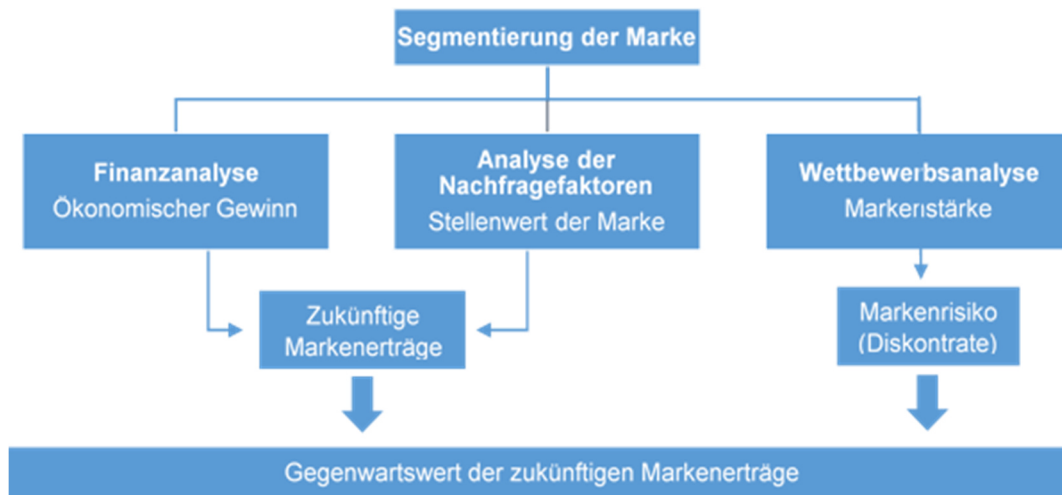 Segmentierung der Marke
Finanzanalyse
Ökonomischer Gewinn
Analyse der
Nachfragefaktoren
Stellenwert der Marke
Wettbewerbsanalyse
Markenstärke
Zukünftige
Markenerträge
Markenrisiko
(Diskontrate)
Gegenwartswert der zukünftigen Markenerträge